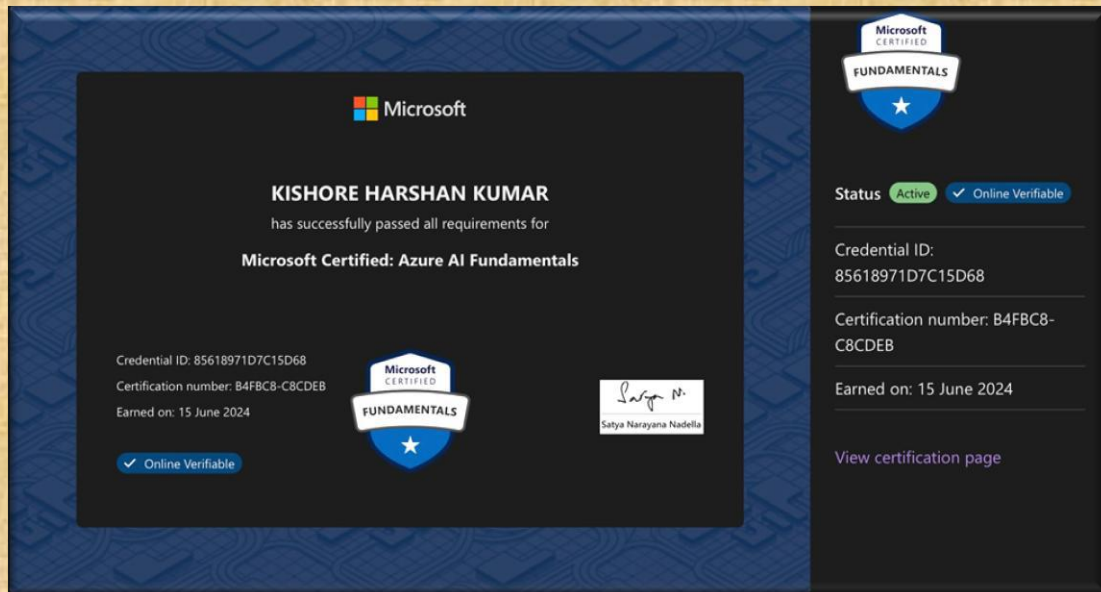 Microsoft
KISHORE HARSHAN KUMAR
has successfully passed all requirements for
Microsoft Certified: Azure AI Fundamentals
Credential ID: 85618971D7C15D68
Certification number: B4FBC8-C8CDEB
Earned on: 15 June 2024
Online Verifiable
Microsoft
CERTIFIED
FUNDAMENTALS
Satya N.
Satya Narayana Nadella
Microsoft
CERTIFIED
FUNDAMENTALS
Status Active Online Verifiable
Credential ID:
85618971D7C15D68
Certification number: B4FBC8-
C8CDEB
Earned on: 15 June 2024
View certification page